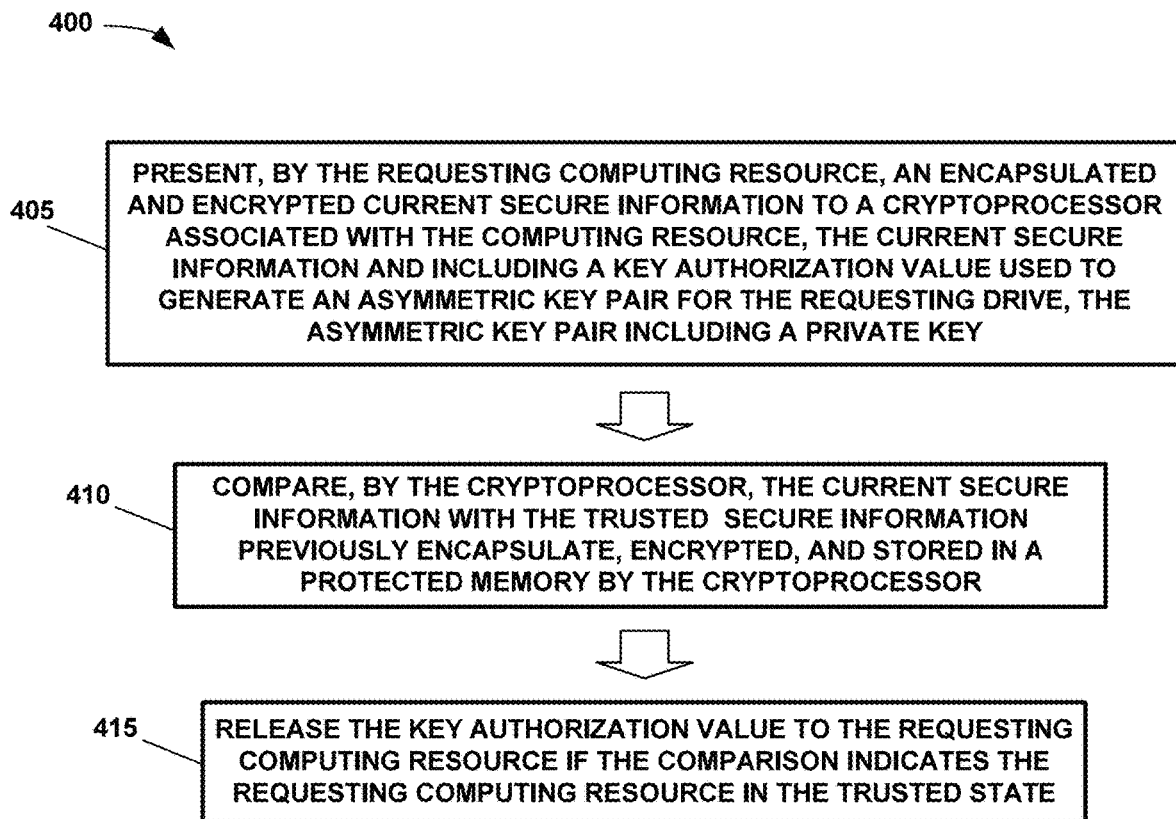 400
405
PRESENT, BY THE REQUESTING COMPUTING RESOURCE, AN ENCAPSULATED
AND ENCRYPTED CURRENT SECURE INFORMATION TO A CRYPTOPROCESSOR
ASSOCIATED WITH THE COMPUTING RESOURCE, THE CURRENT SECURE
INFORMATION AND INCLUDING A KEY AUTHORIZATION VALUE USED TO
GENERATE AN ASYMMETRIC KEY PAIR FOR THE REQUESTING DRIVE, THE
ASYMMETRIC KEY PAIR INCLUDING A PRIVATE KEY
410
COMPARE, BY THE CRYPTOPROCESSOR, THE CURRENT SECURE
INFORMATION WITH THE TRUSTED SECURE INFORMATION
PREVIOUSLY ENCAPSULATE, ENCRYPTED, AND STORED IN A
PROTECTED MEMORY BY THE CRYPTOPROCESSOR
415
RELEASE THE KEY AUTHORIZATION VALUE TO THE REQUESTING
COMPUTING RESOURCE IF THE COMPARISON INDICATES THE
REQUESTING COMPUTING RESOURCE IN THE TRUSTED STATE